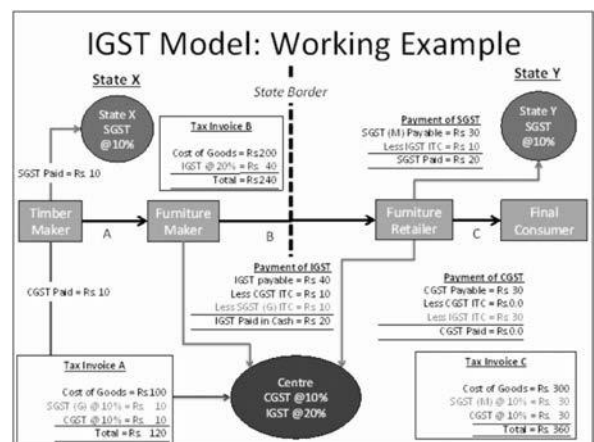 IGST Model: Working Example
State X
State Border
State Y
State X
SGST
@10%
Tax Invoice B
Cost of Goods = Rs.200
IGST @ 20% = Rs. 40
Total = Rs.240
Payment of SGST
SGST (M) Payable = Rs. 30
Less IGST ITC = Rs. 10
SGST Paid = Rs. 20
State Y
SGST
@10%
SGST Paid = Rs. 10
Timber
Maker
A
Furniture
Maker
B
Furniture
Retailer
C
Final
Consumer
CGST Paid = Rs. 10
Payment of IGST
IGST payable = Rs. 40
Less CGST ITC = Rs. 10
Less SGST (G) ITC = Rs. 10
IGST Paid in Cash = Rs. 20
Payment of CGST
CGST Payable = Rs. 30
Less CGST ITC = Rs.0.0
Less IGST ITC = Rs. 30
CGST Paid = Rs.0.0
Tax Invoice A
Cost of Goods = Rs.100
SGST (G) @ 10% = Rs. 10
CGST @ 10% = Rs. 10
Total = Rs. 120
Centre
CGST @10%
IGST @20%
Tax Invoice C
Cost of Goods = Rs. 300
SGST (M) @ 10% = Rs. 30
CGST @ 10% = Rs. 30
Total = Rs. 360